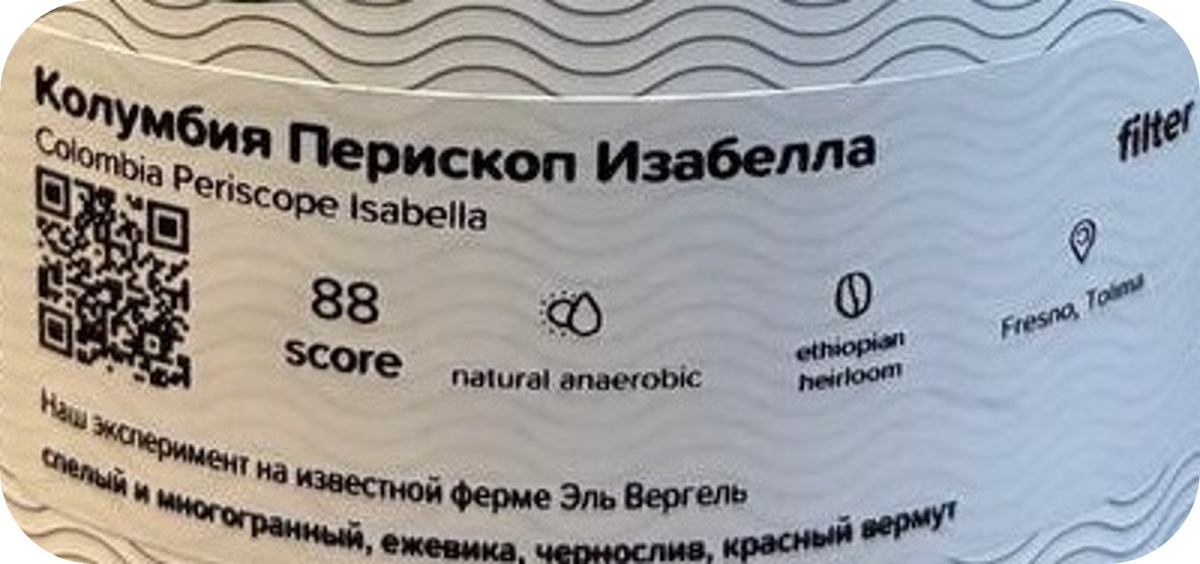 Колумбия Перископ Изабелла
filter
Colombia Periscope Isabella
88
score
natural anaerobic
ethiopian
heirloom
Fresno, Tolima
Наш эксперимент на известной ферме Эль Вергель
спелый и многогранный, ежевика, чернослив, красный вермут